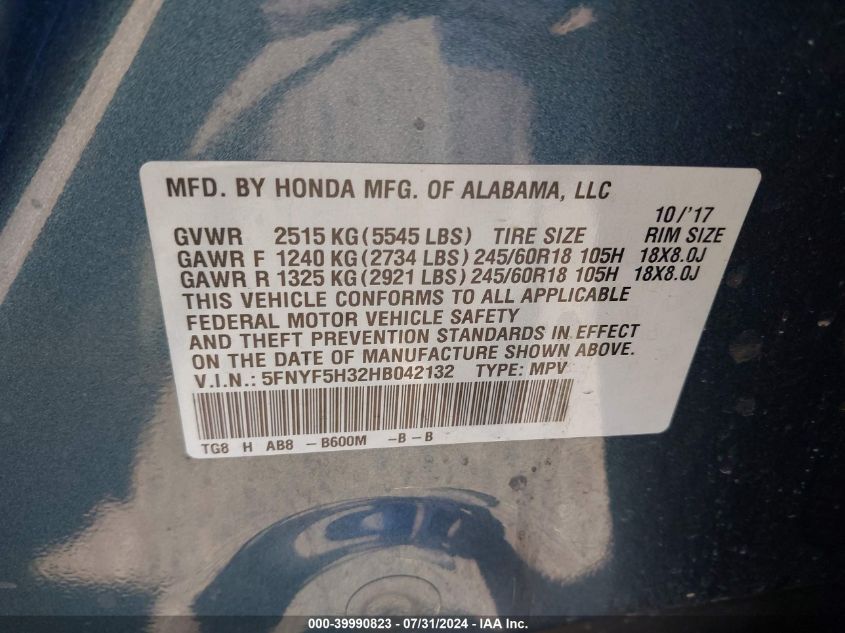 MFD. BY HONDA MFG. OF ALABAMA, LLC
10/'17
GVWR 2515 KG (5545 LBS) TIRE SIZE RIM SIZE
GAWR F 1240 KG (2734 LBS) 245/60R18 105H 18X8.0J
GAWR R 1325 KG (2921 LBS) 245/60R18 105H 18X8.0J
THIS VEHICLE CONFORMS TO ALL APPLICABLE
FEDERAL MOTOR VEHICLE SAFETY
AND THEFT PREVENTION STANDARDS IN EFFECT
ON THE DATE OF MANUFACTURE SHOWN ABOVE.
V.I.N.: 5FNYF5H32HB042132 TYPE: MPV
TG8 H AB8 -B600M -B-B
000-39990823 - 07/31/2024 - IAA Inc.